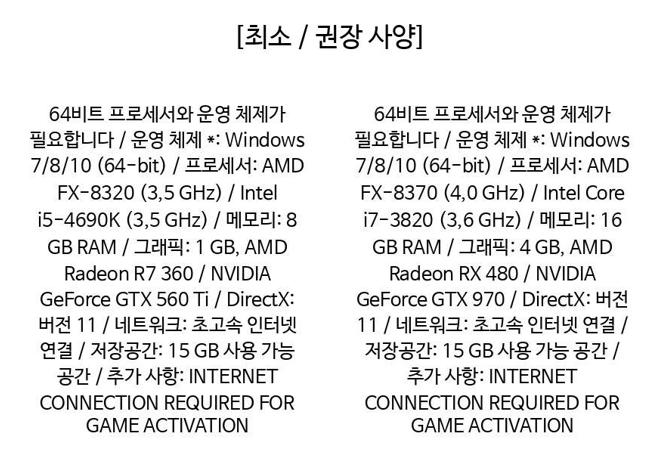 [최소 / 권장 사양]
64비트 프로세서와 운영 체제가
필요합니다 / 운영 체제 *: Windows
7/8/10 (64-bit) / 프로세서: AMD
FX-8320 (3,5 GHz) / Intel
i5-4690K (3,5 GHz) / 메모리: 8
GB RAM / 그래픽: 1 GB, AMD
Radeon R7 360 / NVIDIA
GeForce GTX 560 Ti / DirectX:
버전 11 / 네트워크: 초고속 인터넷
연결 / 저장공간: 15 GB 사용 가능
공간 / 추가 사항: INTERNET
CONNECTION REQUIRED FOR
GAME ACTIVATION
64비트 프로세서와 운영 체제가
필요합니다 / 운영 체제 *: Windows
7/8/10 (64-bit) / 프로세서: AMD
FX-8370 (4,0 GHz) / Intel Core
i7-3820 (3,6 GHz) / 메모리: 16
GB RAM / 그래픽: 4 GB, AMD
Radeon RX 480 / NVIDIA
GeForce GTX 970 / DirectX: 버전
11 / 네트워크: 초고속 인터넷 연결 /
저장공간: 15 GB 사용 가능 공간 /
추가 사항: INTERNET
CONNECTION REQUIRED FOR
GAME ACTIVATION